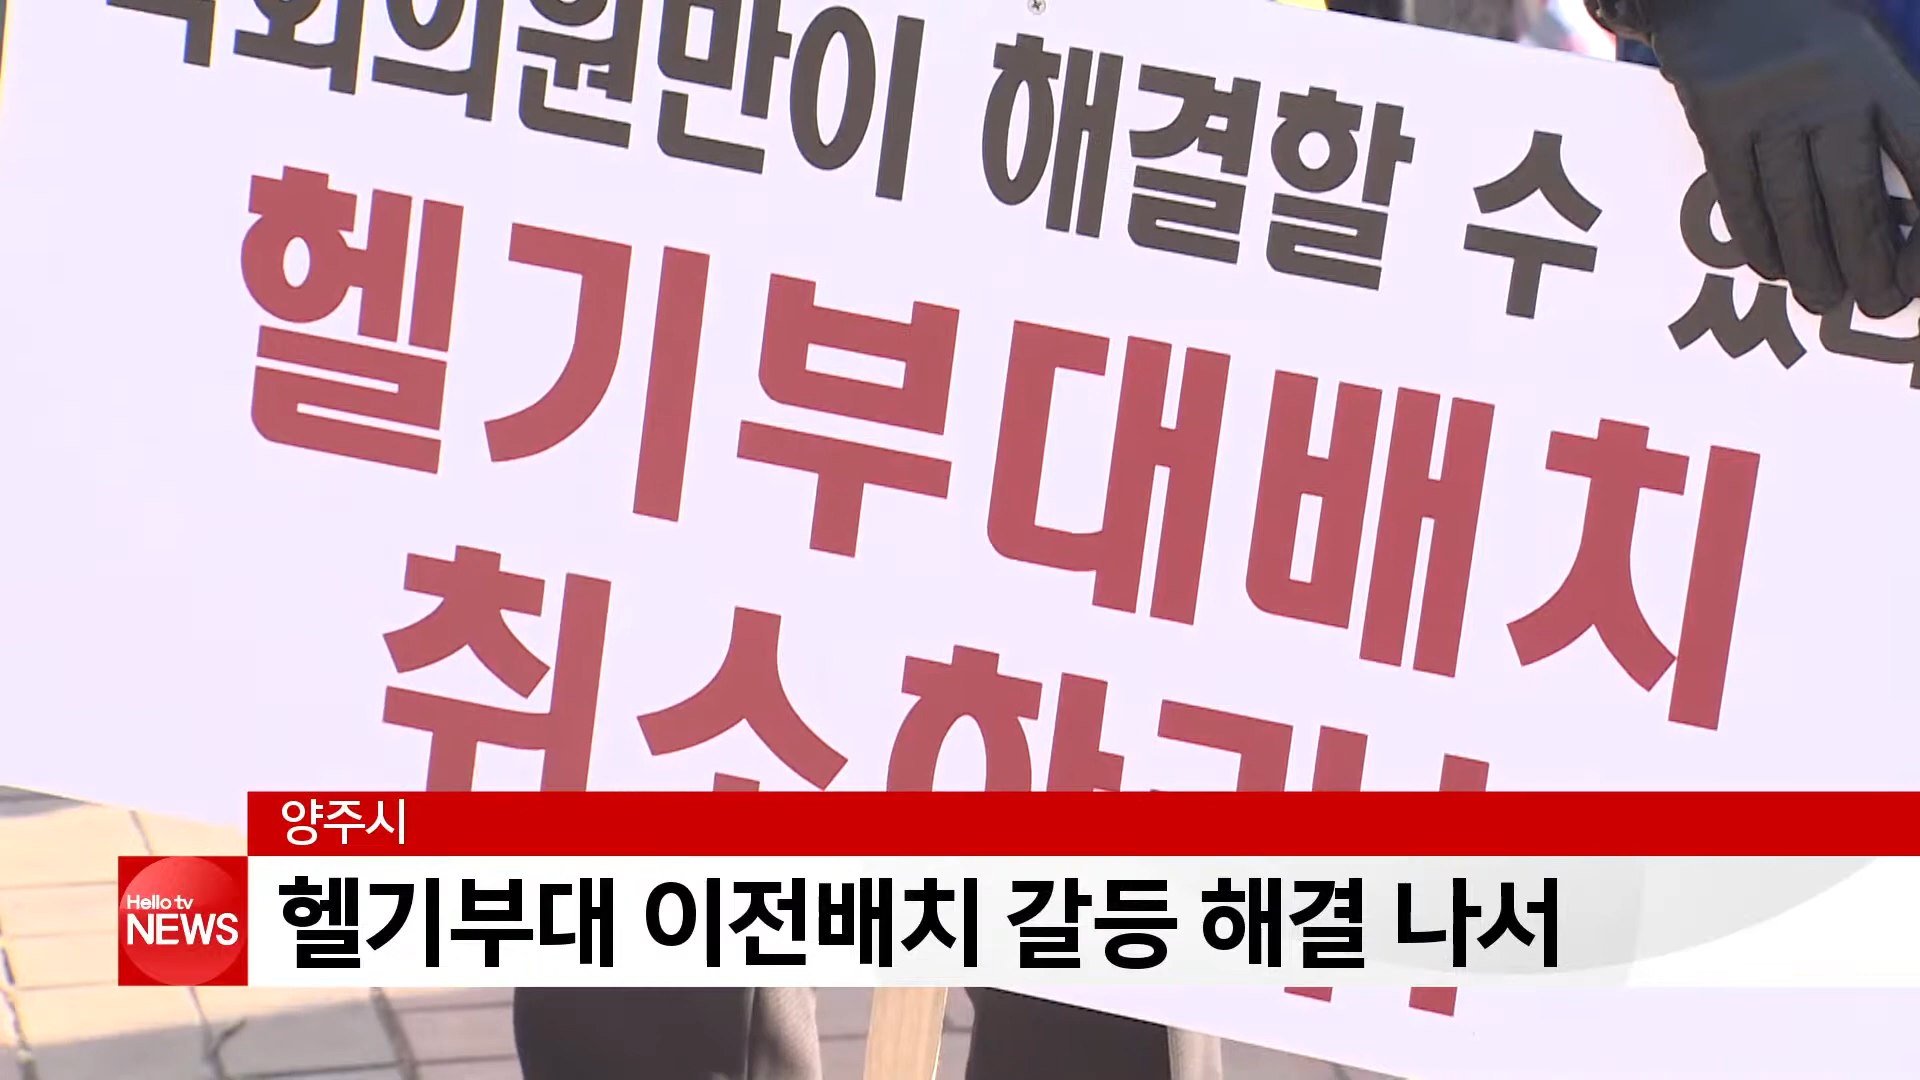 국회의원만이 해결할 수 있다
헬기부대배치
취소하라!
양주시
Hello tv
NEWS
헬기부대 이전배치 갈등 해결 나서